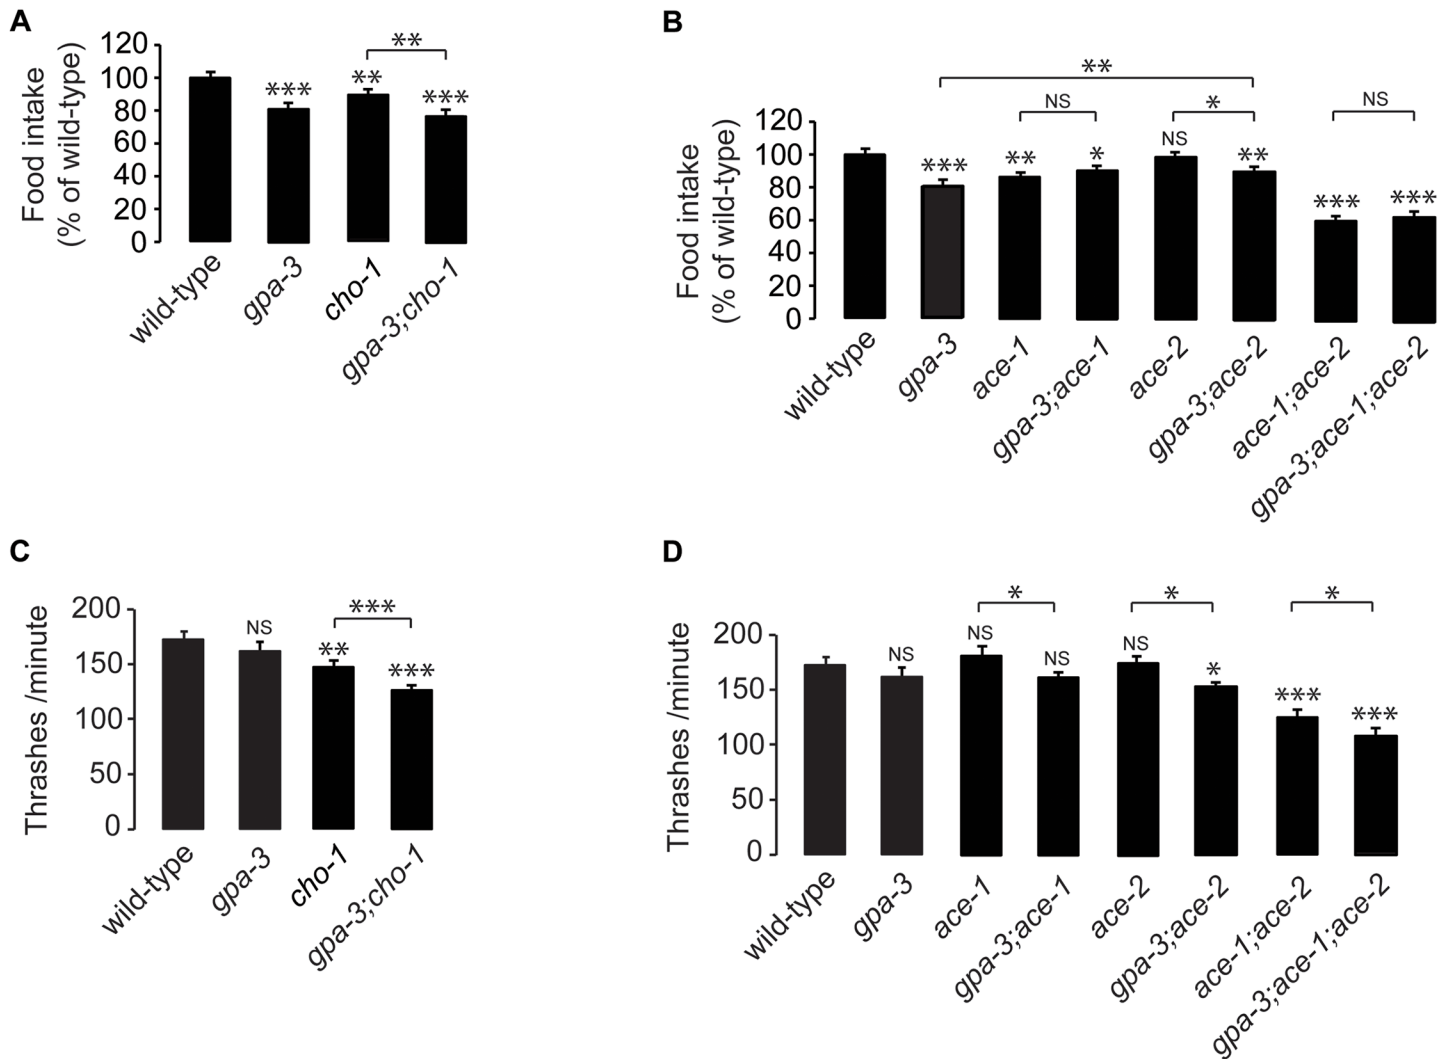 A
Food intake
(% of wild-type)
120
100
80
60
40
20
0
***
**
**
***
wild-type
gpa-3
cho-1
gpa-3;cho-1
B
Food intake
(% of wild-type)
120
100
80
60
40
20
0
**
NS
*
NS
***
**
*
NS
**
***
***
wild-type
gpa-3
ace-1
gpa-3;ace-1
ace-2
gpa-3;ace-2
ace-1;ace-2
gpa-3;ace-1;ace-2
C
Thrashes /minute
200
150
100
50
0
***
NS
**
***
wild-type
gpa-3
cho-1
gpa-3;cho-1
D
Thrashes /minute
200
150
100
50
0
*
*
*
NS
NS
NS
NS
*
***
***
wild-type
gpa-3
ace-1
gpa-3;ace-1
ace-2
gpa-3;ace-2
ace-1;ace-2
gpa-3;ace-1;ace-2